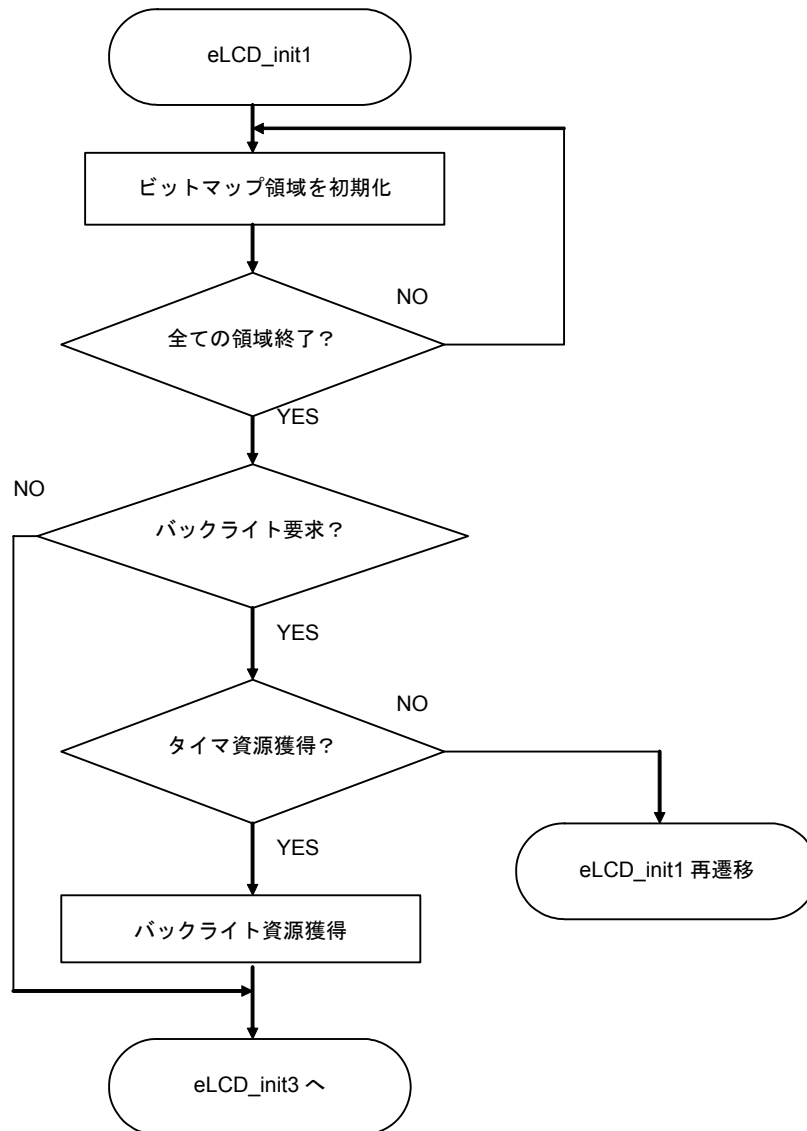 eLCD_init1
ビットマップ領域を初期化
NO
全ての領域終了？
YES
NO
バックライト要求？
YES
NO
タイマ資源獲得？
YES
eLCD_init1 再遷移
バックライト資源獲得
eLCD_init3 へ